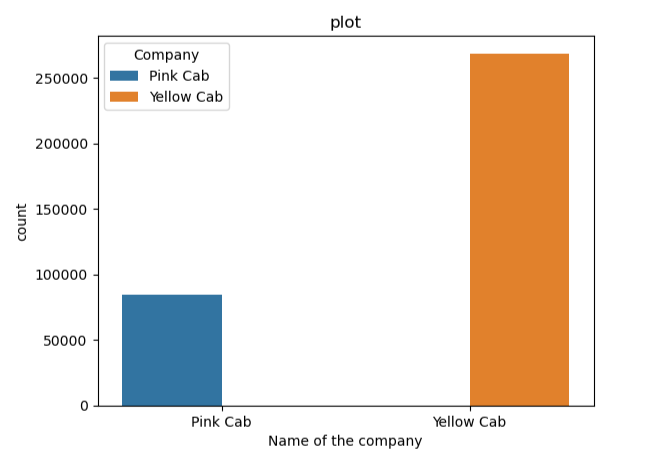 plot
Company
Pink Cab
Yellow Cab
250000
200000
150000
100000
50000
0
count
Pink Cab Yellow Cab
Name of the company